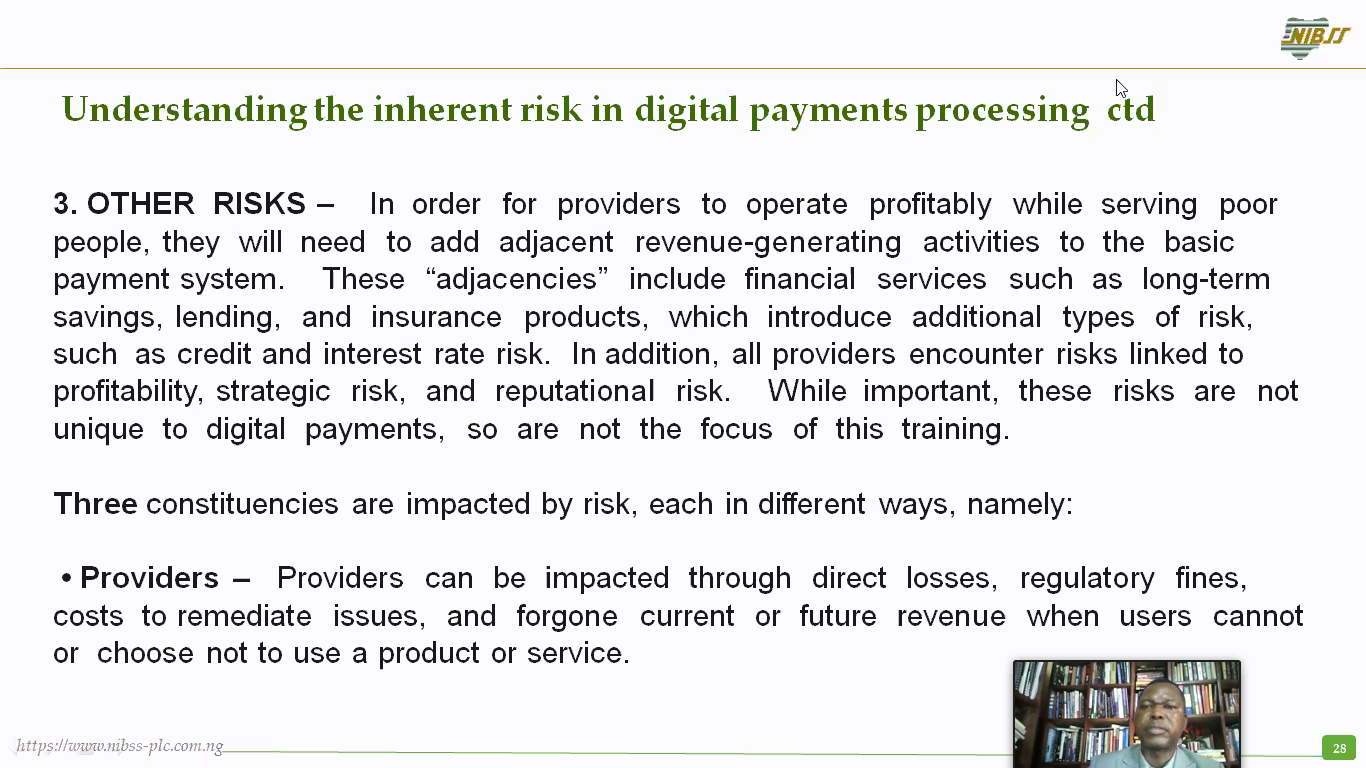 NIBSS
Understanding the inherent risk in digital payments processing ctd
3. OTHER RISKS – In order for providers to operate profitably while serving poor
people, they will need to add adjacent revenue-generating activities to the basic
payment system. These “adjacencies” include financial services such as long-term
savings, lending, and insurance products, which introduce additional types of risk,
such as credit and interest rate risk. In addition, all providers encounter risks linked to
profitability, strategic risk, and reputational risk. While important, these risks are not
unique to digital payments, so are not the focus of this training.
Three constituencies are impacted by risk, each in different ways, namely:
• Providers – Providers can be impacted through direct losses, regulatory fines,
costs to remediate issues, and forgone current or future revenue when users cannot
or choose not to use a product or service.
https://www.nibss-plc.com.ng
28